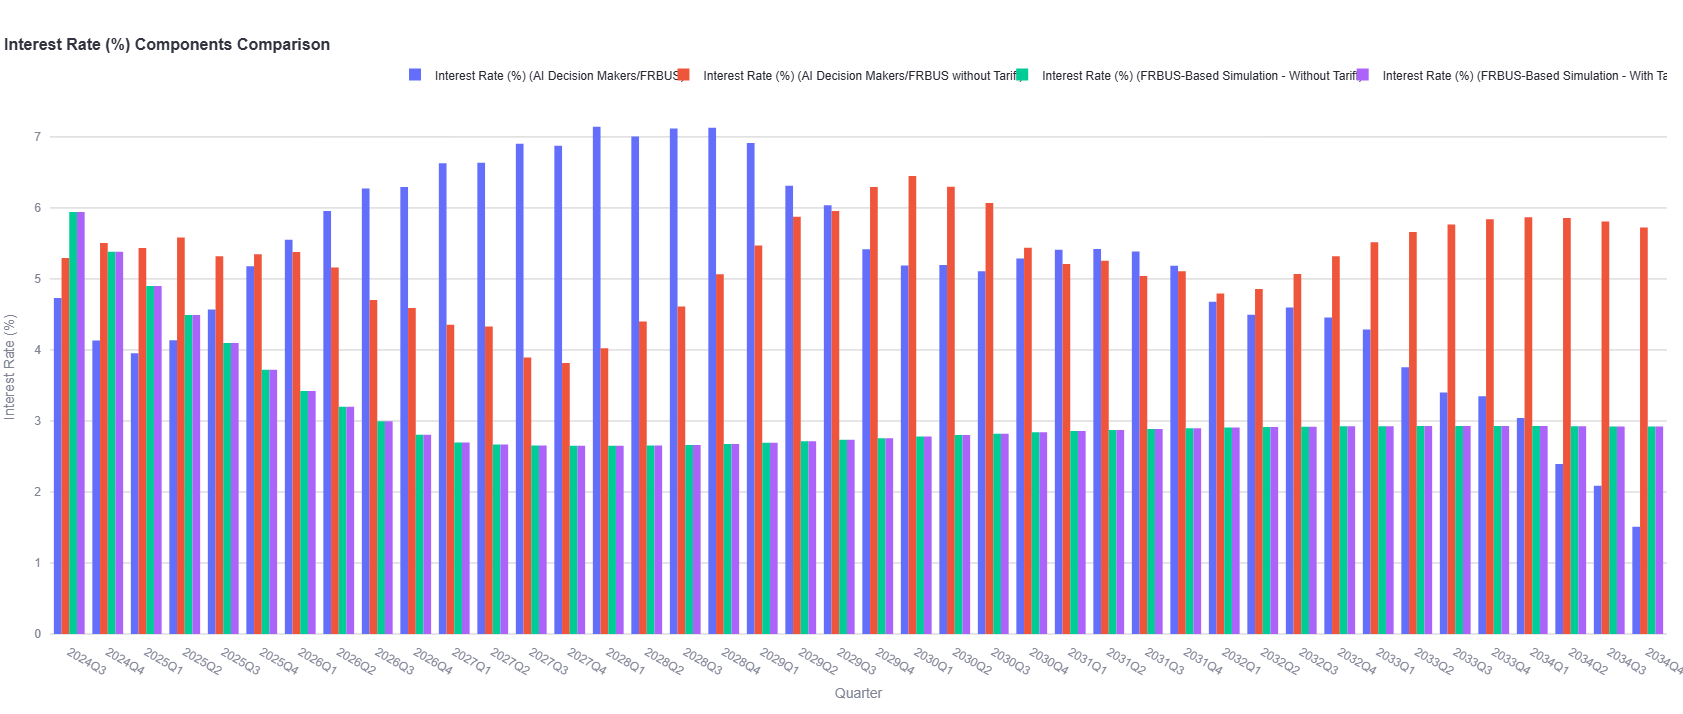 Interest Rate (%) Components Comparison
Interest Rate (%) (AI Decision Makers/FRBUS)
Interest Rate (%) (AI Decision Makers/FRBUS without Tarif
Interest Rate (%) (FRBUS-Based Simulation - Without Tarif
Interest Rate (%) (FRBUS-Based Simulation - With Ta
7
6
5
4
3
2
1
0
Interest Rate (%)
2024Q3
2024Q4
2025Q1
2025Q2
2025Q3
2025Q4
2026Q1
2026Q2
2026Q3
2026Q4
2027Q1
2027Q2
2027Q3
2027Q4
2028Q1
2028Q2
2028Q3
2028Q4
2029Q1
2029Q2
2029Q3
2029Q4
2030Q1
2030Q2
2030Q3
2030Q4
2031Q1
2031Q2
2031Q3
2031Q4
2032Q1
2032Q2
2032Q3
2032Q4
2033Q1
2033Q2
2033Q3
2033Q4
2034Q1
2034Q2
2034Q3
2034Q4
Quarter